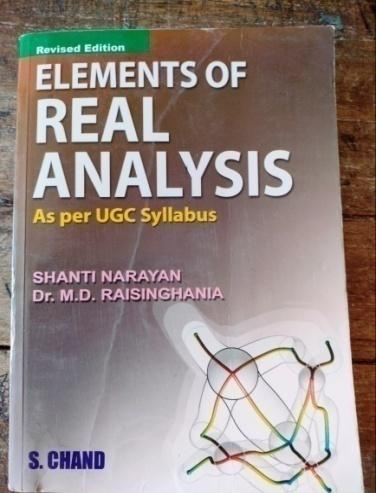 Revised Edition
ELEMENTS OF
REAL
ANALYSIS
As per UGC Syllabus
SHANTI NARAYAN
Dr. M.D. RAISINGHANIA
S. CHAND